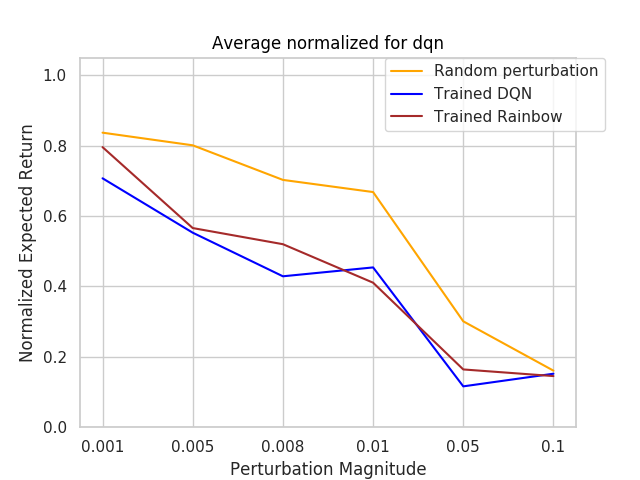 Average normalized for dqn
Random perturbation
Trained DQN
Trained Rainbow
Normalized Expected Return
1.0
0.8
0.6
0.4
0.2
0.0
0.001 0.005 0.008 0.01 0.05 0.1
Perturbation Magnitude